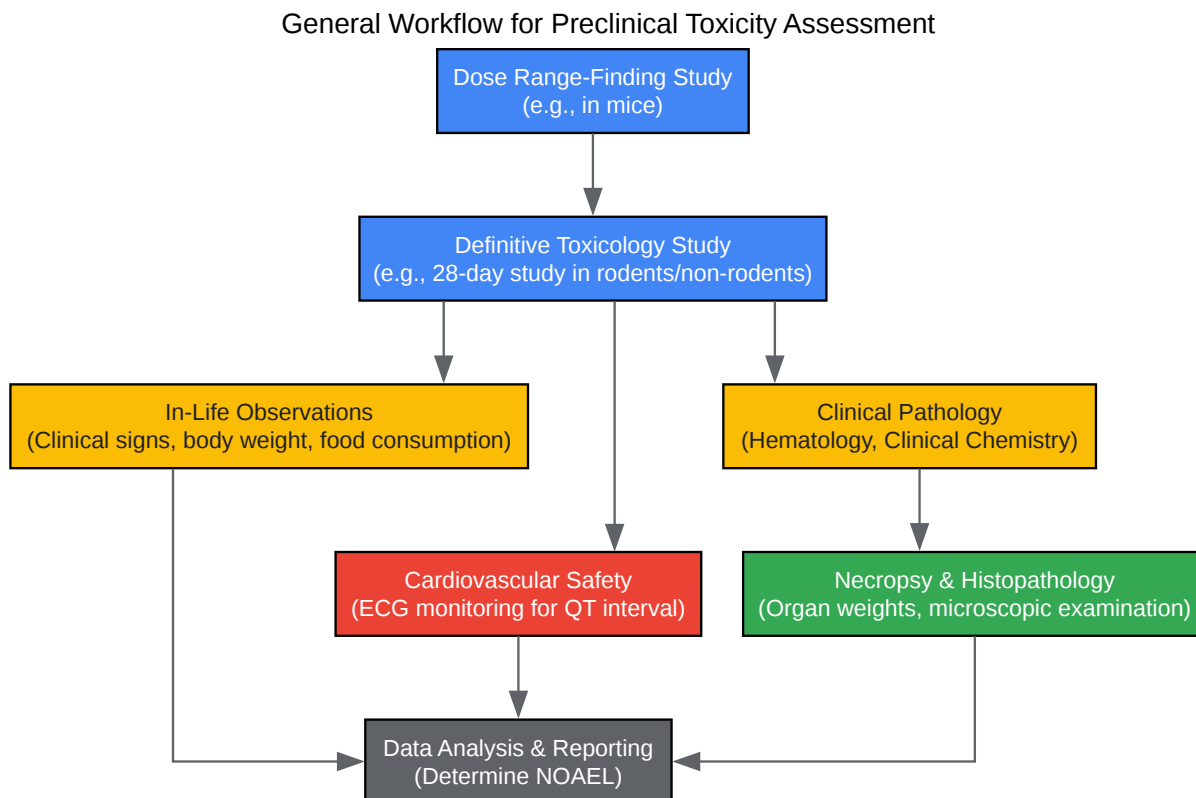 General Workflow for Preclinical Toxicity Assessment
Dose Range-Finding Study
(e.g., in mice)
Definitive Toxicology Study
(e.g., 28-day study in rodents/non-rodents)
In-Life Observations
(Clinical signs, body weight, food consumption)
Clinical Pathology
(Hematology, Clinical Chemistry)
Cardiovascular Safety
(ECG monitoring for QT interval)
Necropsy & Histopathology
(Organ weights, microscopic examination)
Data Analysis & Reporting
(Determine NOAEL)